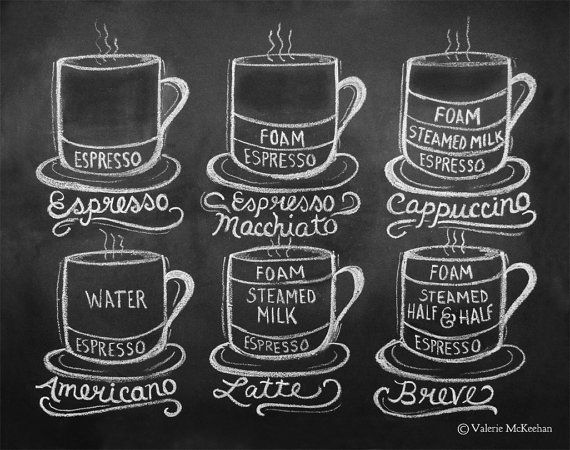 ESPRESSO
Espresso
FOAM
ESPRESSO
Espresso
Macchiato
FOAM
STEAMED MILK
ESPRESSO
Cappuccino
WATER
ESPRESSO
Americano
FOAM
STEAMED
MILK
ESPRESSO
Latte
FOAM
STEAMED
HALF & HALF
ESPRESSO
Breve
© Valerie McKeehan